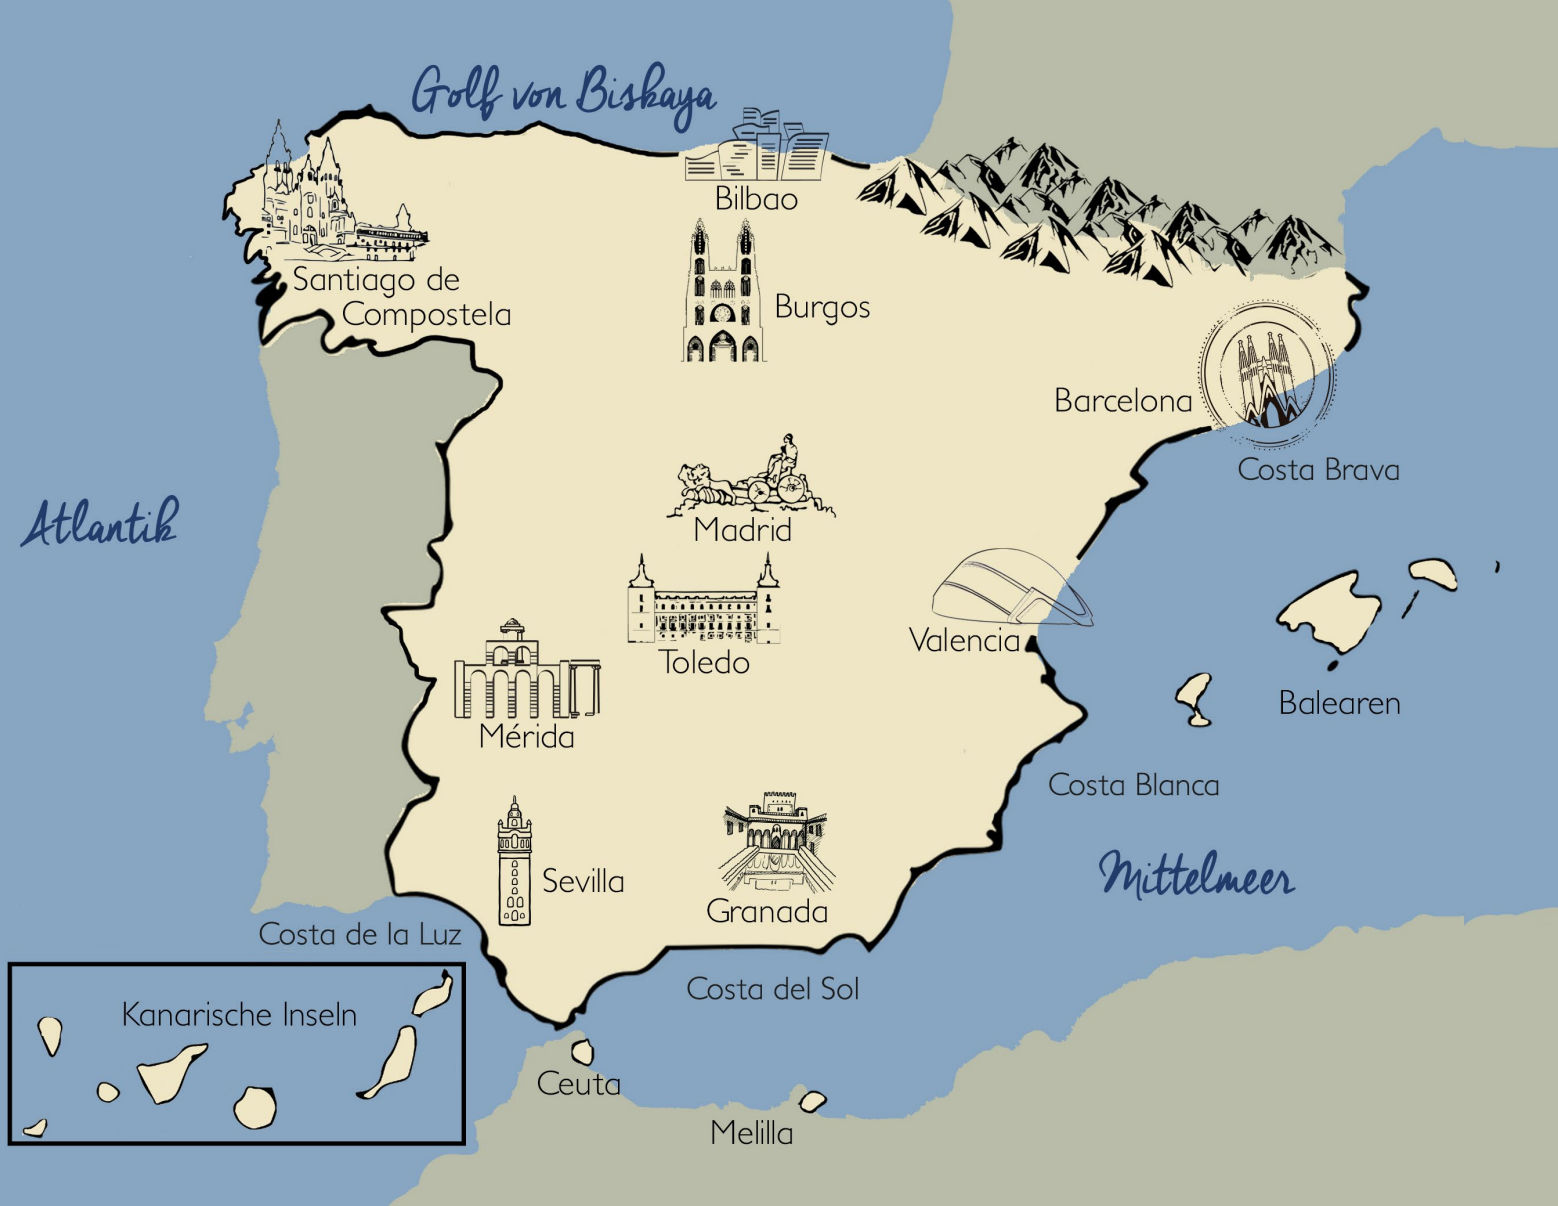 Golf von Biskaya
Bilbao
Santiago de
Compostela
Burgos
Barcelona
Costa Brava
Atlantik
Madrid
Valencia
Toledo
Balearen
Mérida
Costa Blanca
Mittelmeer
Sevilla
Granada
Costa de la Luz
Costa del Sol
Kanarische Inseln
Ceuta
Melilla